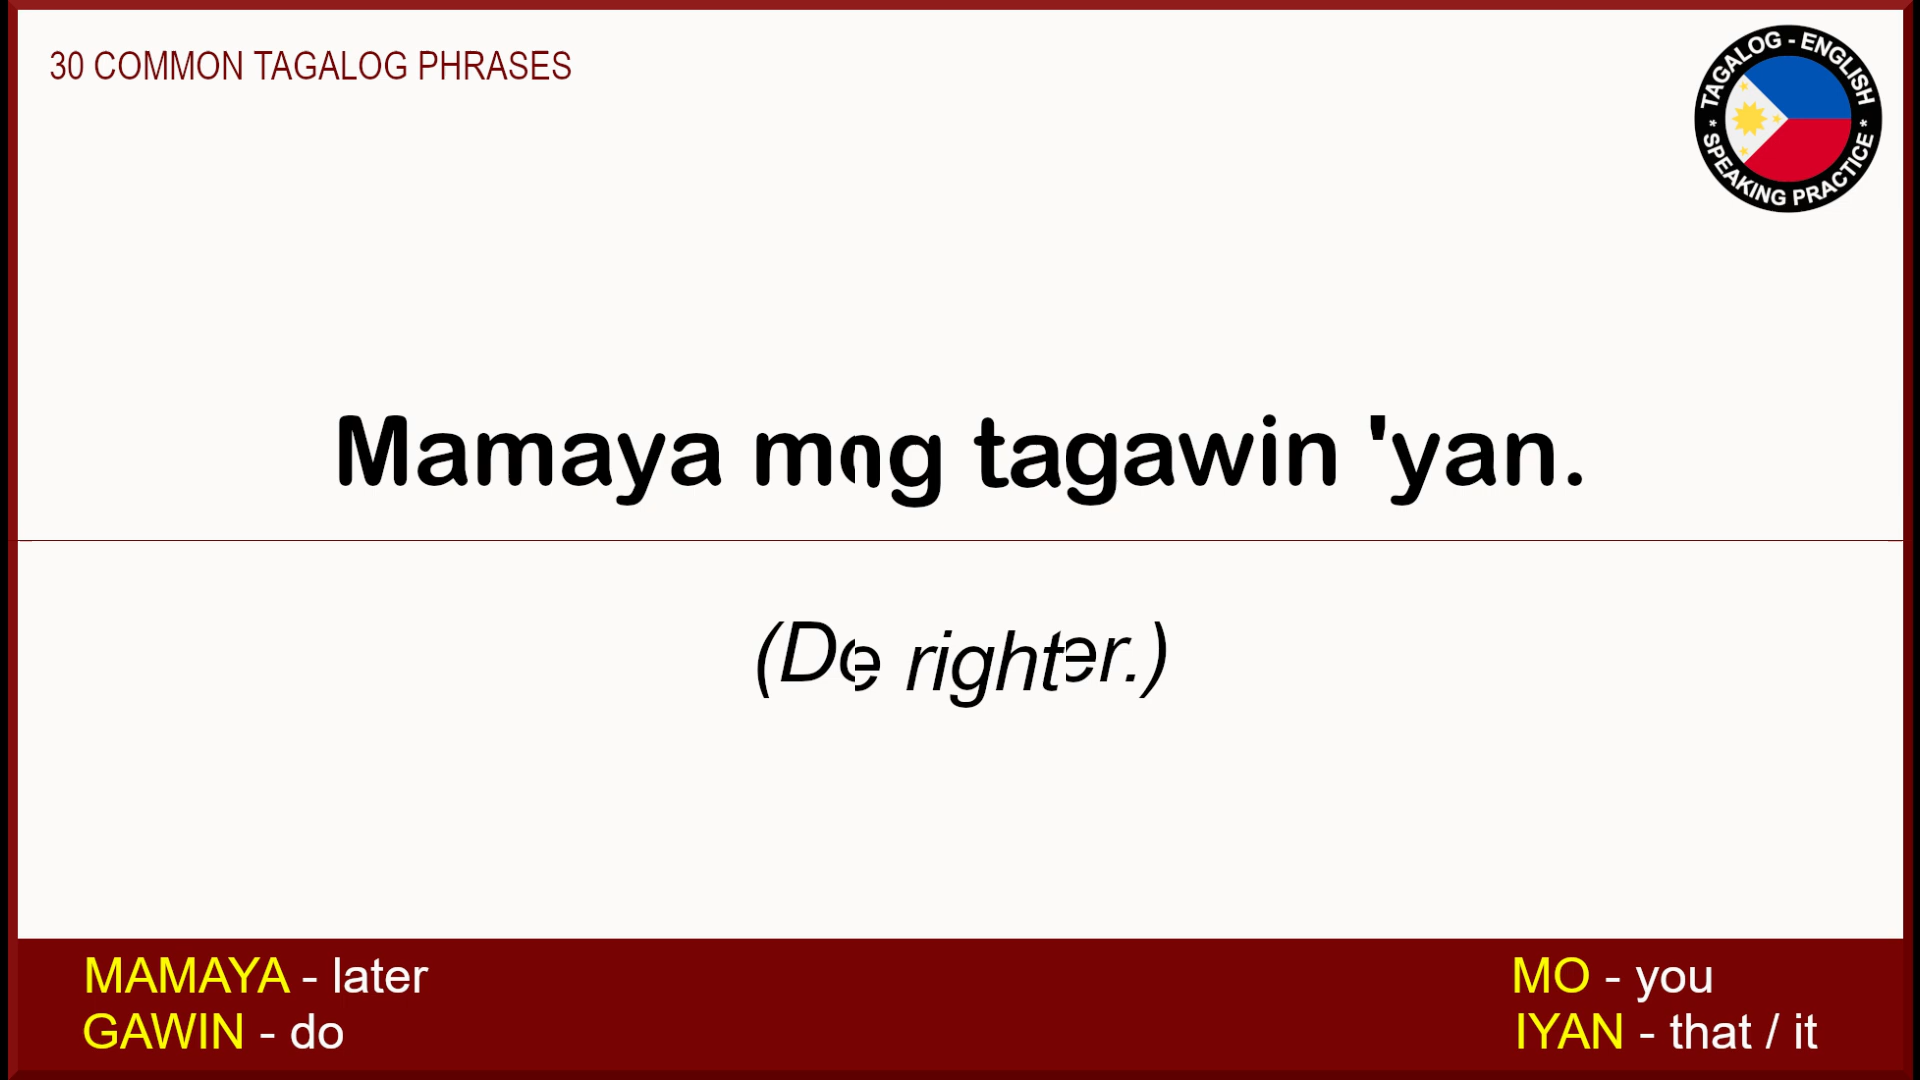 30 COMMON TAGALOG PHRASES
TAGALOG - ENGLISH
* SPEAKING PRACTICE *
Mamaya 'yan.
MAMAYA - later
MO - you
GAWIN - do
IYAN - that / it